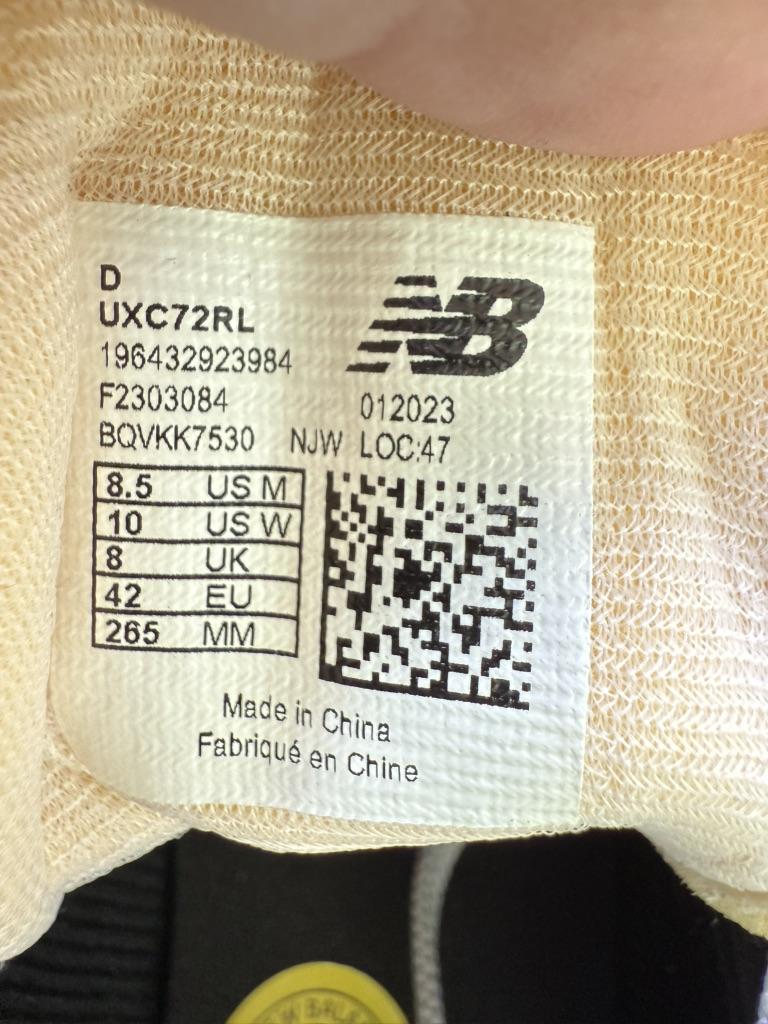 D
UXC72RL
196432923984
F2303084
012023
BQVKK7530 NJW LOC:47
NB
8.5 US M
10 US W
8 UK
42 EU
265 MM
Made in China
Fabriqué en Chine